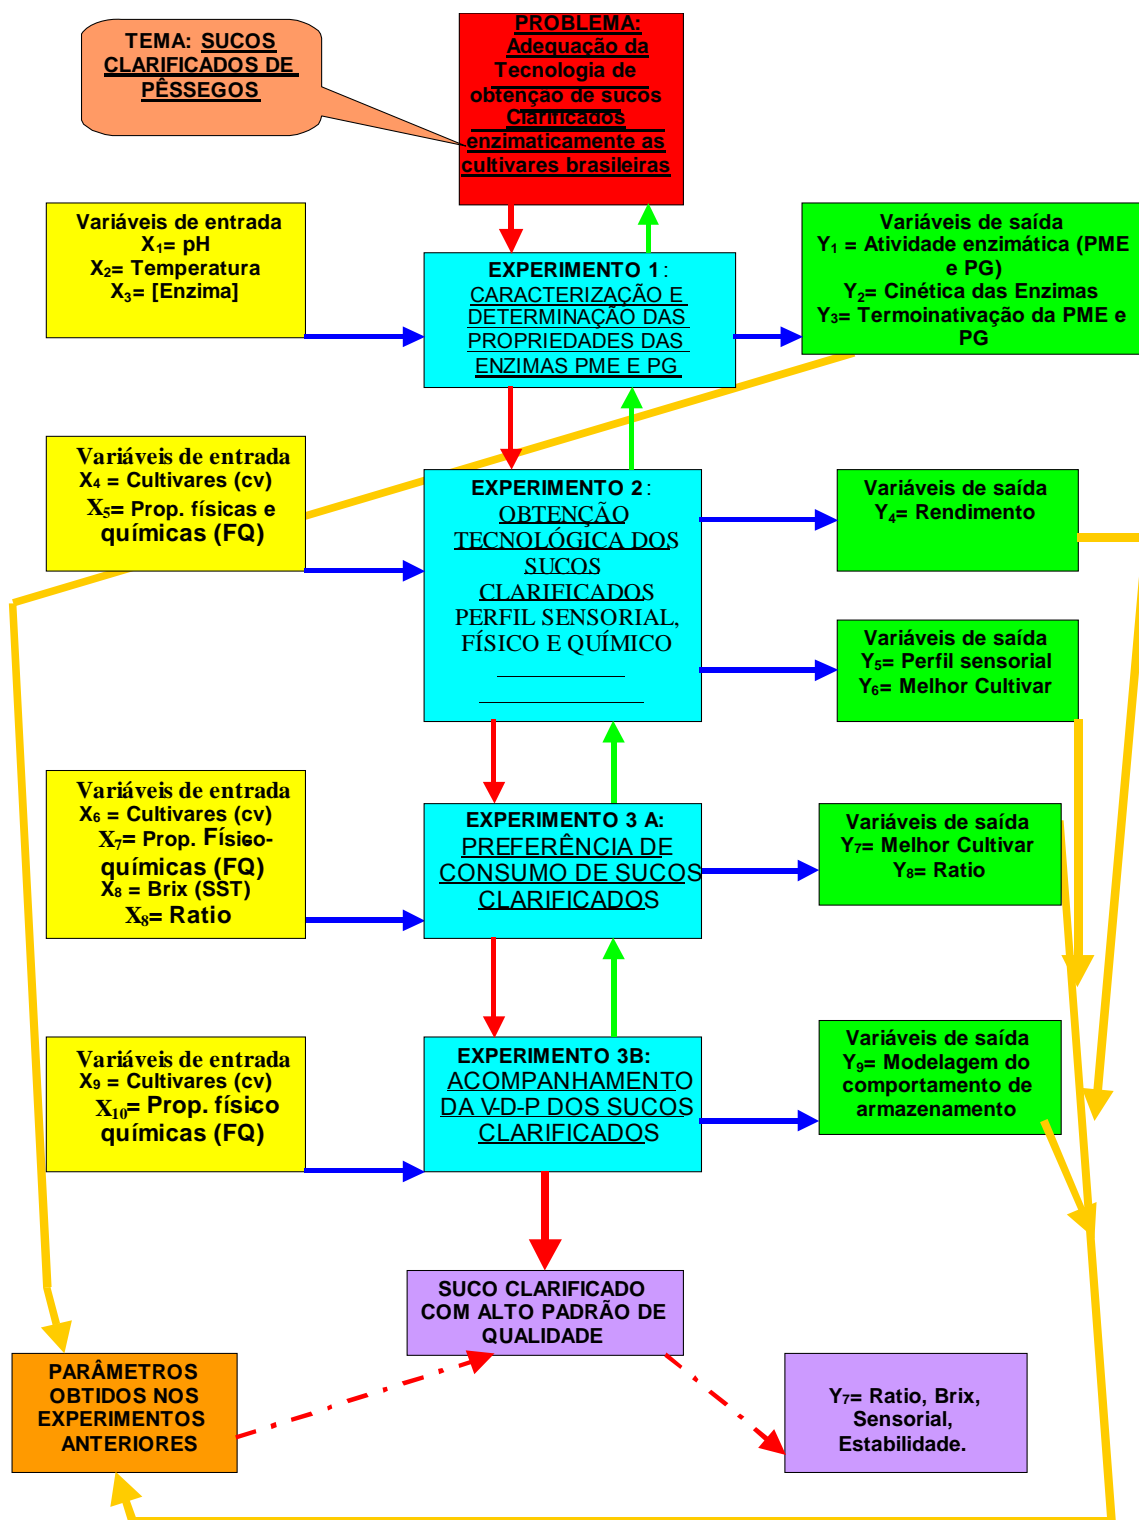 TEMA: SUCOS
CLARIFICADOS DE
PÊSSEGOS
PROBLEMA:
Adequação da
Tecnologia de
obtenção de sucos
Clarificados
enzimaticamente as
cultivares brasileiras
Variáveis de entrada
X1= pH
X2= Temperatura
X3= [Enzima]
EXPERIMENTO 1:
CARACTERIZAÇÃO E
DETERMINAÇÃO DAS
PROPRIEDADES DAS
ENZIMAS PME E PG
Variáveis de saída
Y1 = Atividade enzimática (PME
e PG)
Y2= Cinética das Enzimas
Y3= Termoinativação da PME e
PG
Variáveis de entrada
X4 = Cultivares (cv)
X5= Prop. físicas e
químicas (FQ)
EXPERIMENTO 2:
OBTENÇÃO
TECNOLÓGICA DOS
SUCOS
CLARIFICADOS
PERFIL SENSORIAL,
FÍSICO E QUÍMICO
Variáveis de saída
Y4= Rendimento
Variáveis de saída
Y5= Perfil sensorial
Y6= Melhor Cultivar
Variáveis de entrada
X6 = Cultivares (cv)
X7= Prop. Físico-
químicas (FQ)
X8 = Brix (SST)
X8= Ratio
EXPERIMENTO 3 A:
PREFERÊNCIA DE
CONSUMO DE SUCOS
CLARIFICADOS
Variáveis de saída
Y7= Melhor Cultivar
Y8= Ratio
Variáveis de entrada
X9 = Cultivares (cv)
X10= Prop. físico-
químicas (FQ)
EXPERIMENTO 3B:
ACOMPANHAMENTO
DA V-D-P DOS SUCOS
CLARIFICADOS
Variáveis de saída
Y9= Modelagem do
comportamento de
armazenamento
SUCO CLARIFICADO
COM ALTO PADRÃO DE
QUALIDADE
PARÂMETROS
OBTIDOS NOS
EXPERIMENTOS
ANTERIORES
Y7= Ratio, Brix,
Sensorial,
Estabilidade.